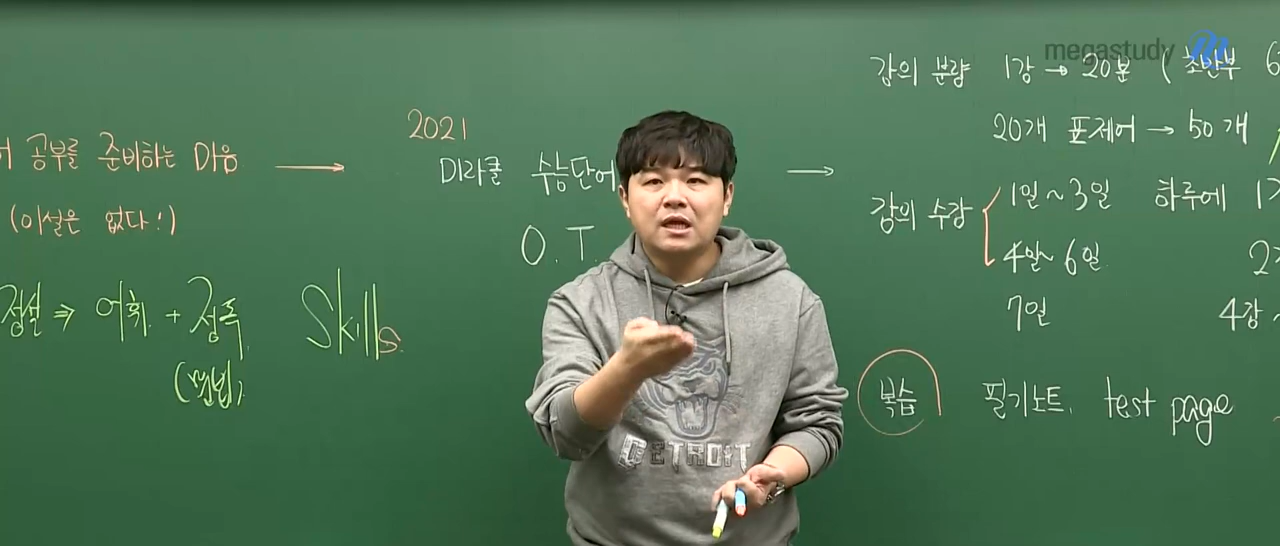 공부를 준비하는 마음 →
(이설은 없다!)
정설 ⇒ 어휘 + 정독
(문법)
Skills.
2021
미라클 수능단어 →
O.T.
DETROIT
megastudy
강의 분량 1강 → 20분 (초반부 6
20개 표제어 → 50개
강의 수강 1일~3일 하루에 1
4일~6일 2
7일 4강~
복습 필기노트, test page